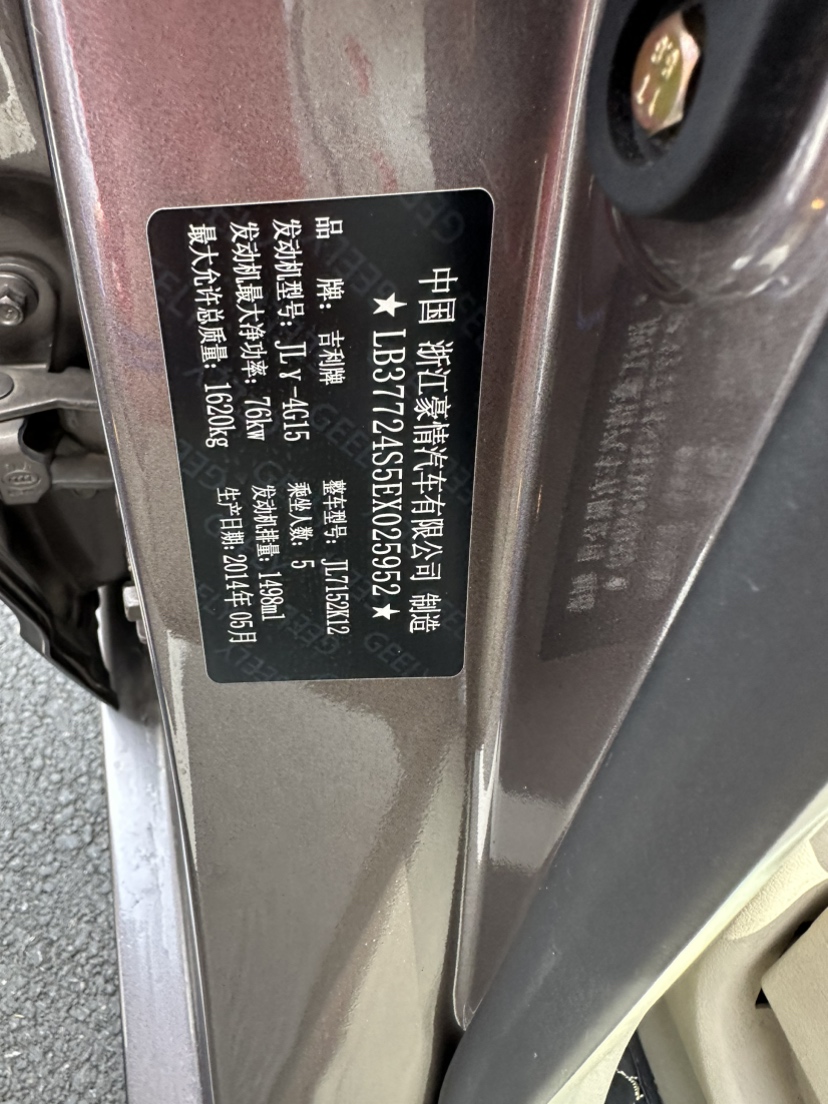 中国 浙江豪情汽车有限公司 制造
★LB37724S5EX025952★
品 牌：吉利牌 整车型号：JL7152K12
发动机型号：JLγ-4G15 乘坐人数：5
发动机最大净功率：76kw 发动机排量：1498ml
最大允许总质量：1620kg 生产日期：2014年05月
GEELY